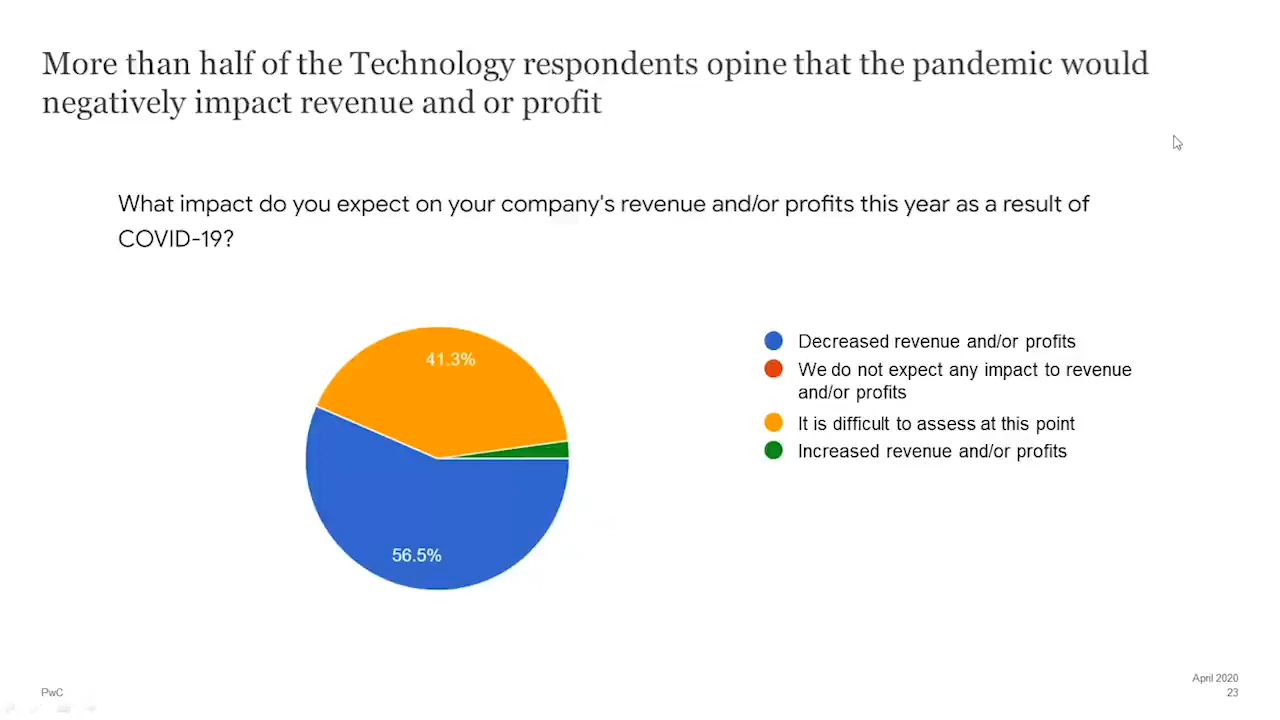 More than half of the Technology respondents opine that the pandemic would
negatively impact revenue and or profit
What impact do you expect on your company's revenue and/or profits this year as a result of
COVID-19?
41.3%
56.5%
Decreased revenue and/or profits
We do not expect any impact to revenue
and/or profits
It is difficult to assess at this point
Increased revenue and/or profits
PwC
April 2020
23